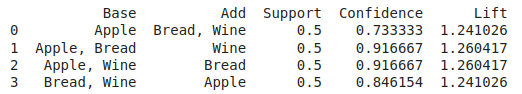 Base Add Support Confidence Lift
0 Apple Bread, Wine 0.5 0.733333 1.241026
1 Apple, Bread Wine 0.5 0.916667 1.260417
2 Apple, Wine Bread 0.5 0.916667 1.260417
3 Bread, Wine Apple 0.5 0.846154 1.241026